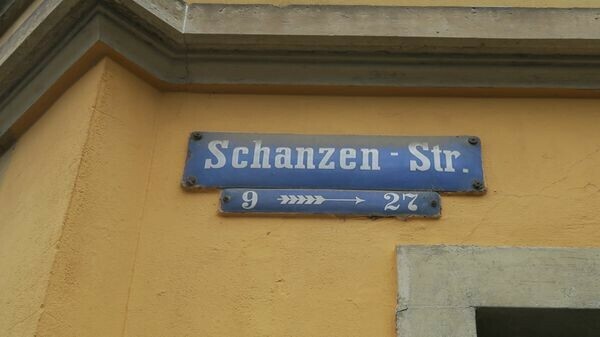 Schanzen - Str.
9 27